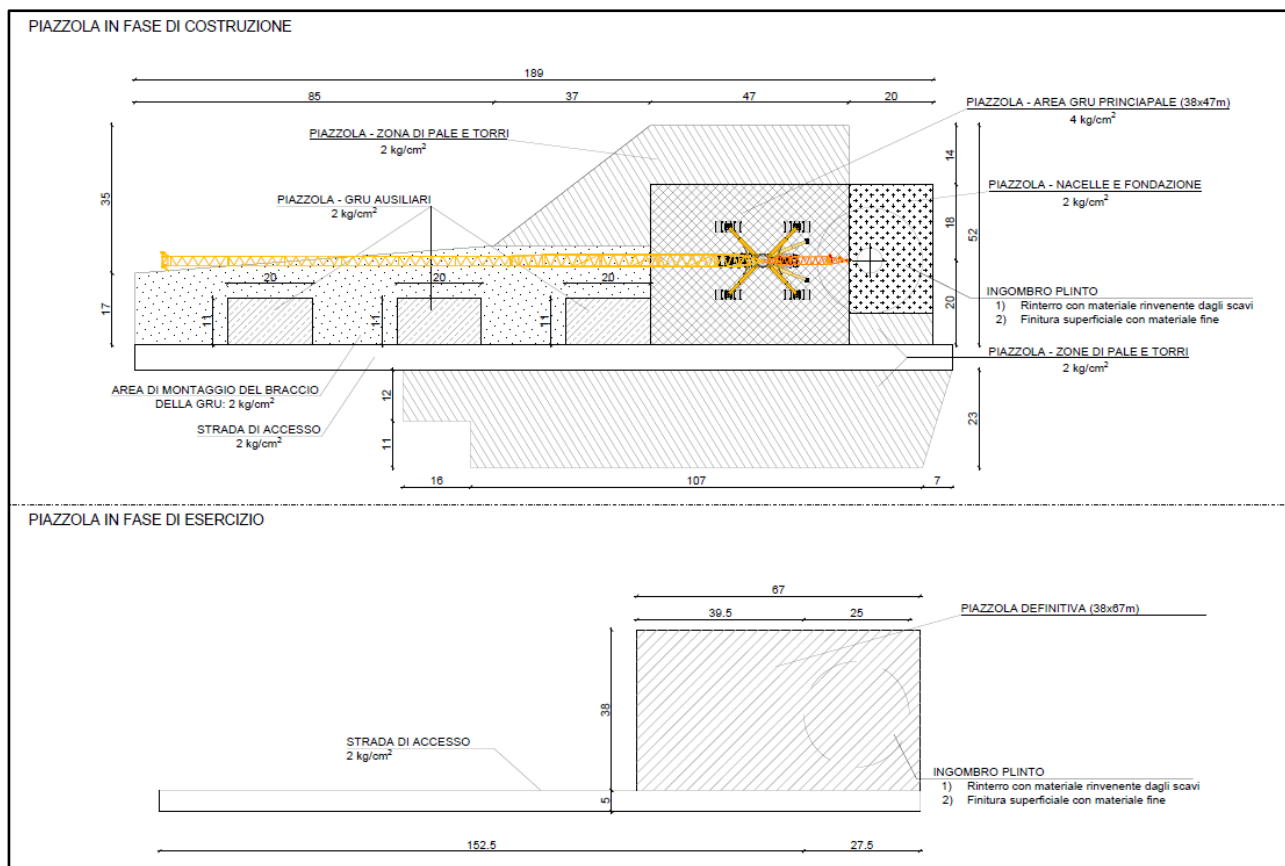 PIAZZOLA IN FASE DI COSTRUZIONE
189
85
37
47
20
PIAZZOLA - AREA GRU PRINCIAPALE (38x47m)
4 kg/cm²
PIAZZOLA - ZONA DI PALE E TORRI
2 kg/cm²
14
35
PIAZZOLA - NACELLE E FONDAZIONE
2 kg/cm²
PIAZZOLA - GRU AUSILIARI
2 kg/cm²
18
52
20
20
20
INGOMBRO PLINTO
1) Rinterro con materiale rinvenente dagli scavi
2) Finitura superficiale con materiale fine
17
11
11
11
20
PIAZZOLA - ZONE DI PALE E TORRI
2 kg/cm²
AREA DI MONTAGGIO DEL BRACCIO
DELLA GRU: 2 kg/cm²
12
23
STRADA DI ACCESSO
2 kg/cm²
11
16
107
7
PIAZZOLA IN FASE DI ESERCIZIO
67
39.5
25
PIAZZOLA DEFINITIVA (38x67m)
38
STRADA DI ACCESSO
2 kg/cm²
INGOMBRO PLINTO
1) Rinterro con materiale rinvenente dagli scavi
2) Finitura superficiale con materiale fine
5
152.5
27.5